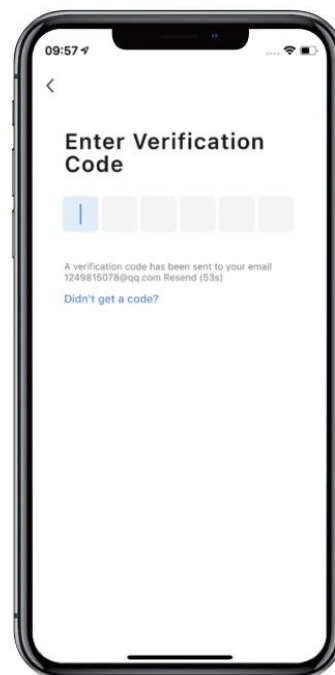 09:57
Enter Verification
Code
A verification code has been sent to your email
1249815078@qq.com Resend (53s)
Didn't get a code?